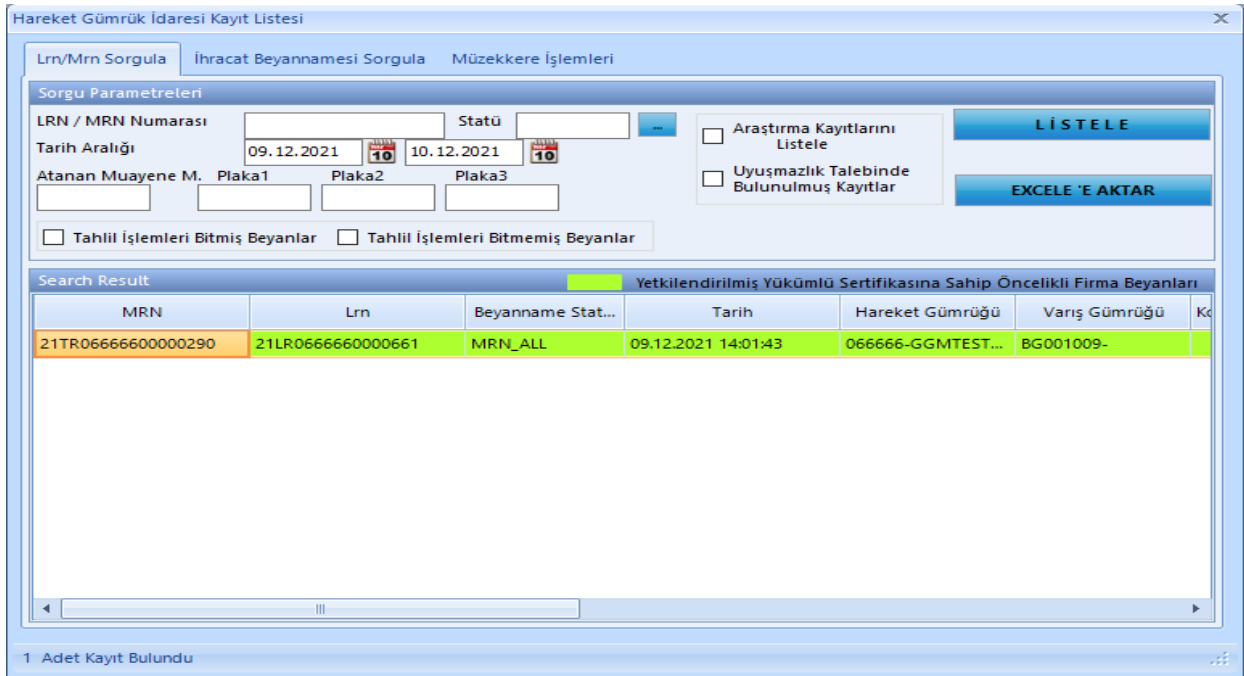 Hareket Gümrük İdaresi Kayıt Listesi
Lrn/Mrn Sorgula İhracat Beyannamesi Sorgula Müzekkere İşlemleri
Sorgu Parametreleri
LRN / MRN Numarası Statü ...
Tarih Aralığı 09.12.2021 10 10.12.2021 10
Atanan Muayene M. Plaka1 Plaka2 Plaka3
Araştırma Kayıtlarını
Listele
Uyuşmazlık Talebinde
Bulunulmuş Kayıtlar
LİSTELE
EXCELE 'E AKTAR
Tahlil İşlemleri Bitmiş Beyanlar Tahlil İşlemleri Bitmemiş Beyanlar
Search Result Yetkilendirilmiş Yükümlü Sertifikasına Sahip Öncelikli Firma Beyanları
MRN Lrn Beyanname Stat... Tarih Hareket Gümrüğü Varış Gümrüğü Ko
21TR06666600000290 21LR0666660000661 MRN_ALL 09.12.2021 14:01:43 066666-GGMTEST... BG001009-
1 Adet Kayıt Bulundu